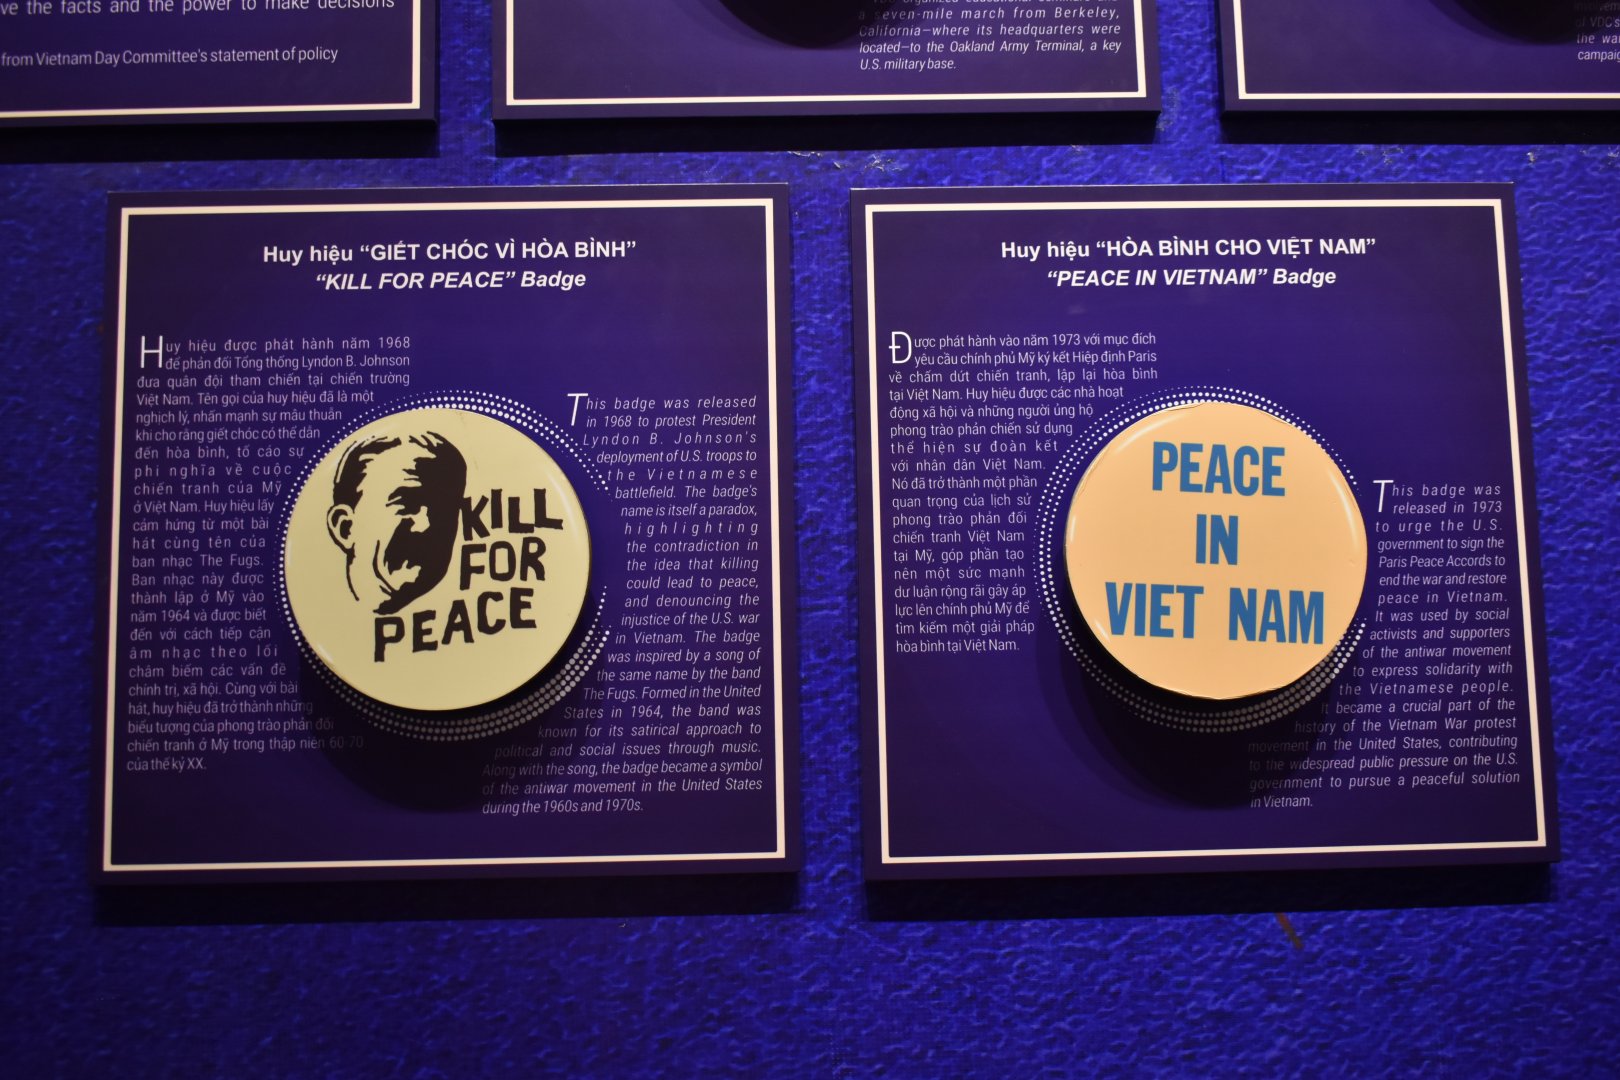 ve the facts and the power to make decisions
from Vietnam Day Committee's statement of policy
a seven-mile march from Berkeley,
California—where its headquarters were
located—to the Oakland Army Terminal, a key
U.S. military base.
of VDC's
the wa
campaig
Huy hiệu “GIẾT CHÓC VÌ HÒA BÌNH”
“KILL FOR PEACE” Badge
Huy hiệu được phát hành năm 1968
để phản đối Tổng thống Lyndon B. Johnson
đưa quân đội tham chiến tại chiến trường
Việt Nam. Tên gọi của huy hiệu đã là một
nghịch lý, nhấn mạnh sự mâu thuẫn
khi cho rằng giết chóc có thể dẫn
đến hòa bình, tố cáo sự
phi nghĩa về cuộc
chiến tranh của Mỹ
ở Việt Nam. Huy hiệu lấy
cảm hứng từ một bài
hát cùng tên của
ban nhạc The Fugs.
Ban nhạc này được
thành lập ở Mỹ vào
năm 1964 và được biết
đến với cách tiếp cận
âm nhạc theo lối
châm biếm các vấn đề
chính trị, xã hội. Cùng với bài
hát, huy hiệu đã trở thành những
biểu tượng của phong trào phản đối
chiến tranh ở Mỹ trong thập niên 60-70
của thế kỷ XX.
KILL
FOR
PEACE
This badge was released
in 1968 to protest President
Lyndon B. Johnson's
deployment of U.S. troops to
the Vietnamese
battlefield. The badge's
name is itself a paradox,
highlighting
the contradiction in
the idea that killing
could lead to peace,
and denouncing the
injustice of the U.S. war
in Vietnam. The badge
was inspired by a song of
the same name by the band
The Fugs. Formed in the United
States in 1964, the band was
known for its satirical approach to
political and social issues through music.
Along with the song, the badge became a symbol
of the antiwar movement in the United States
during the 1960s and 1970s.
Huy hiệu “HÒA BÌNH CHO VIỆT NAM”
“PEACE IN VIETNAM” Badge
Được phát hành vào năm 1973 với mục đích
yêu cầu chính phủ Mỹ ký kết Hiệp định Paris
về chấm dứt chiến tranh, lập lại hòa bình
tại Việt Nam. Huy hiệu được các nhà hoạt
động xã hội và những người ủng hộ
phong trào phản chiến sử dụng
thể hiện sự đoàn kết
với nhân dân Việt Nam.
Nó đã trở thành một phần
quan trọng của lịch sử
phong trào phản đối
chiến tranh Việt Nam
tại Mỹ, góp phần tạo
nên một sức mạnh
dư luận rộng rãi gây áp
lực lên chính phủ Mỹ để
tìm kiếm một giải pháp
hòa bình tại Việt Nam.
PEACE
IN
VIET NAM
This badge was
released in 1973
to urge the U.S.
government to sign the
Paris Peace Accords to
end the war and restore
peace in Vietnam.
It was used by social
activists and supporters
of the antiwar movement
to express solidarity with
the Vietnamese people.
It became a crucial part of the
history of the Vietnam War protest
movement in the United States, contributing
to the widespread public pressure on the U.S.
government to pursue a peaceful solution
in Vietnam.